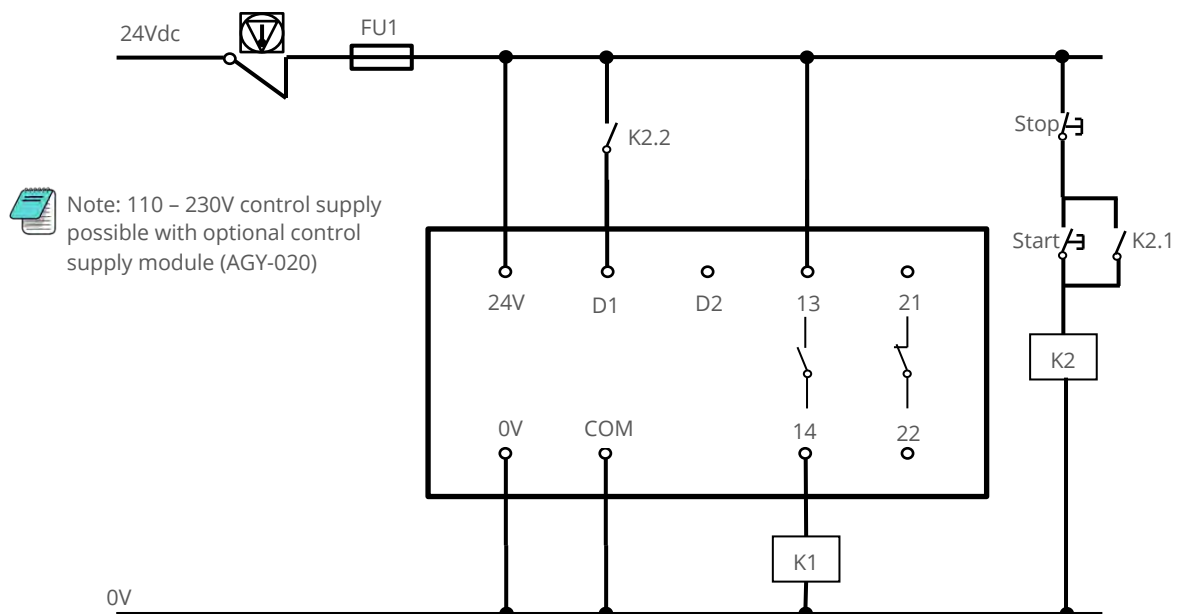 24Vdc
FU1
K2.2
Stop
Note: 110 – 230V control supply
possible with optional control
supply module (AGY-020)
Start
K2.1
24V
D1
D2
13
21
K2
0V
COM
14
22
K1
0V